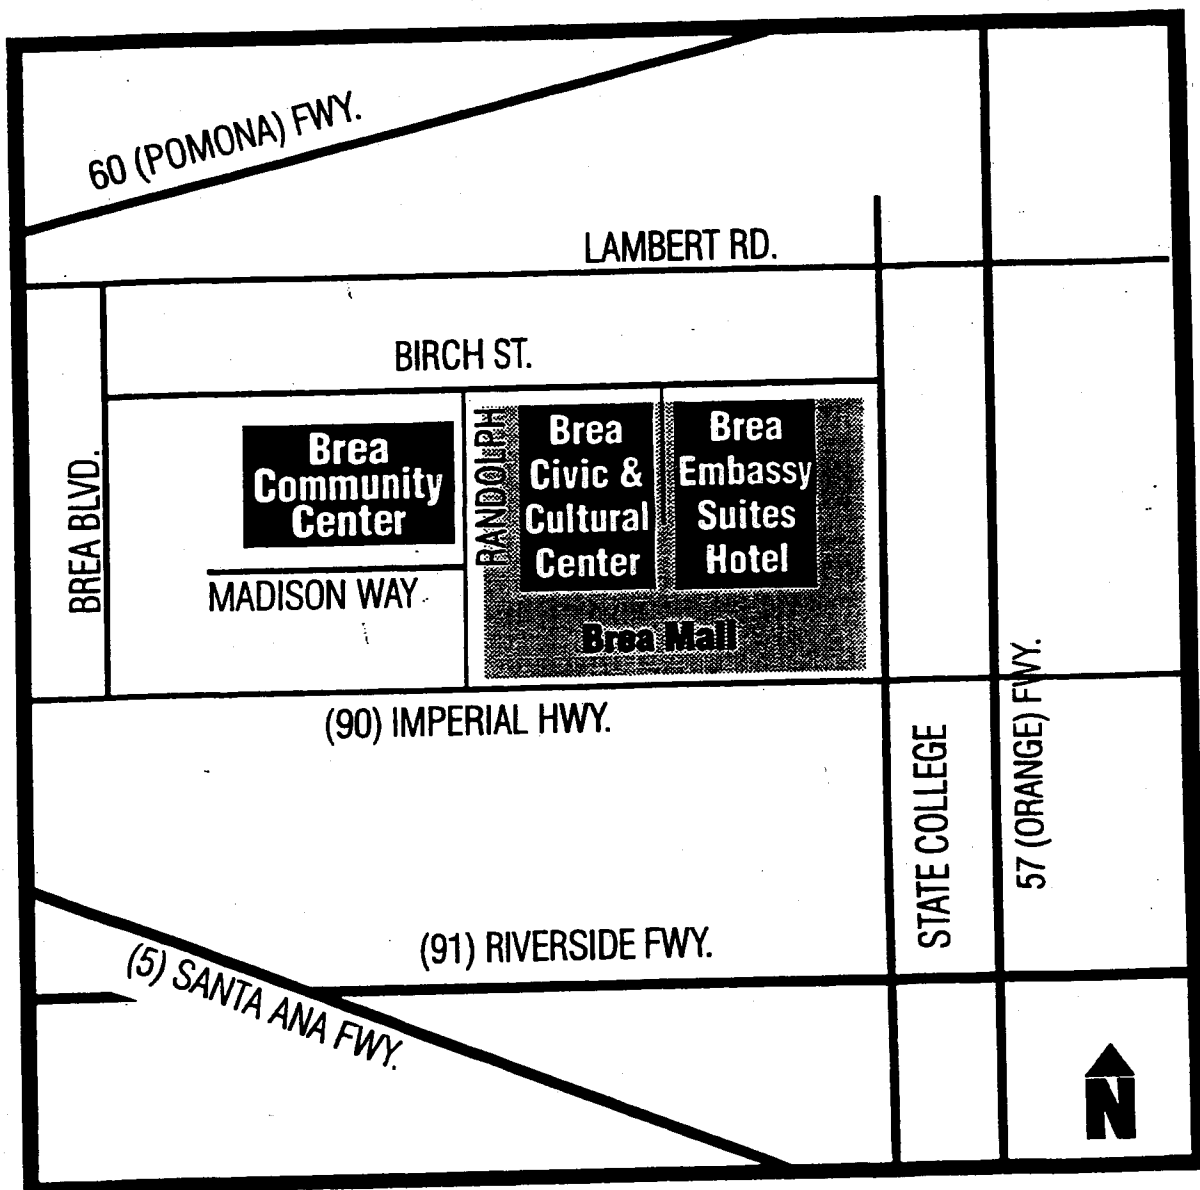 60 (POMONA) FWY.
LAMBERT RD.
BIRCH ST.
BREA BLVD.
Brea
Community
Center
RANDOLPH
Brea
Civic &
Cultural
Center
Brea
Embassy
Suites
Hotel
MADISON WAY
Brea Mall
(90) IMPERIAL HWY.
STATE COLLEGE
57 (ORANGE) FWY.
(91) RIVERSIDE FWY.
(5) SANTA ANA FWY.
N